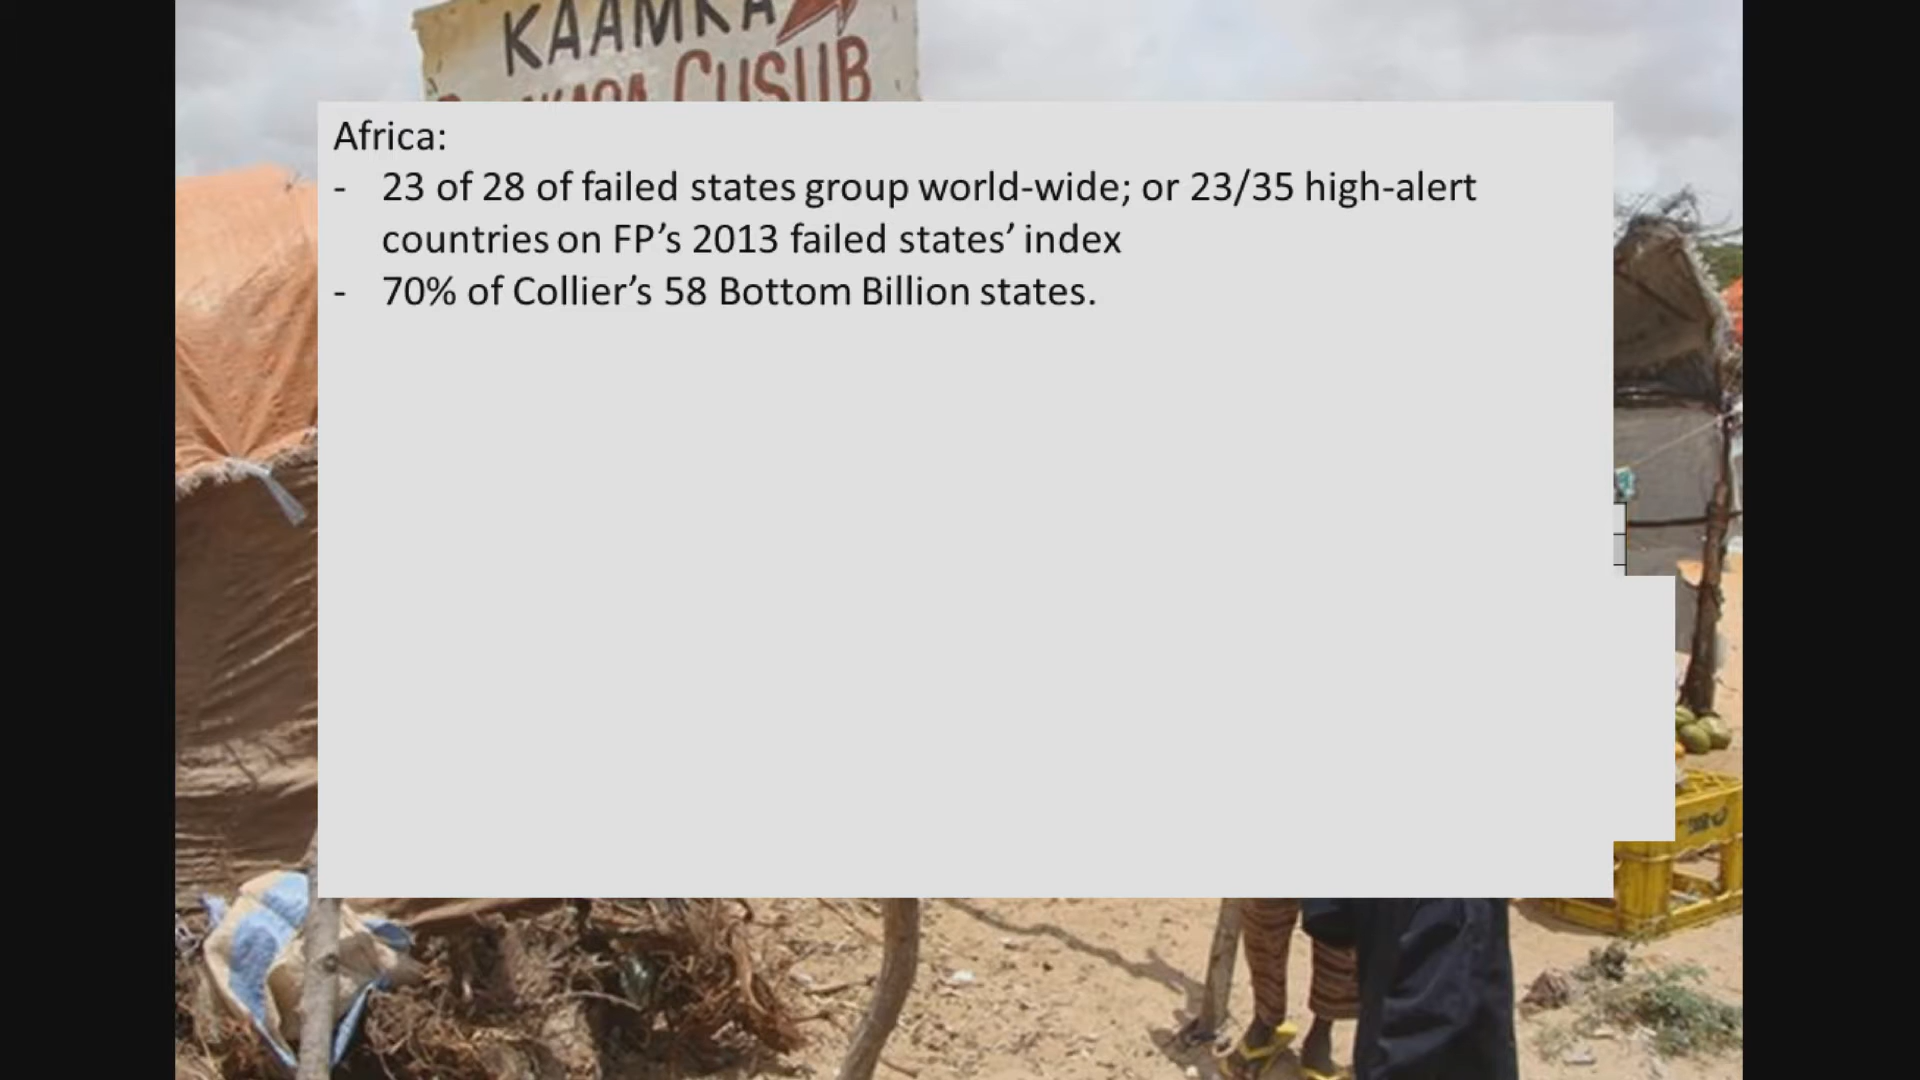 KAAMKA
CUSUB
Africa:
- 23 of 28 of failed states group world-wide; or 23/35 high-alert
countries on FP’s 2013 failed states’ index
- 70% of Collier’s 58 Bottom Billion states.